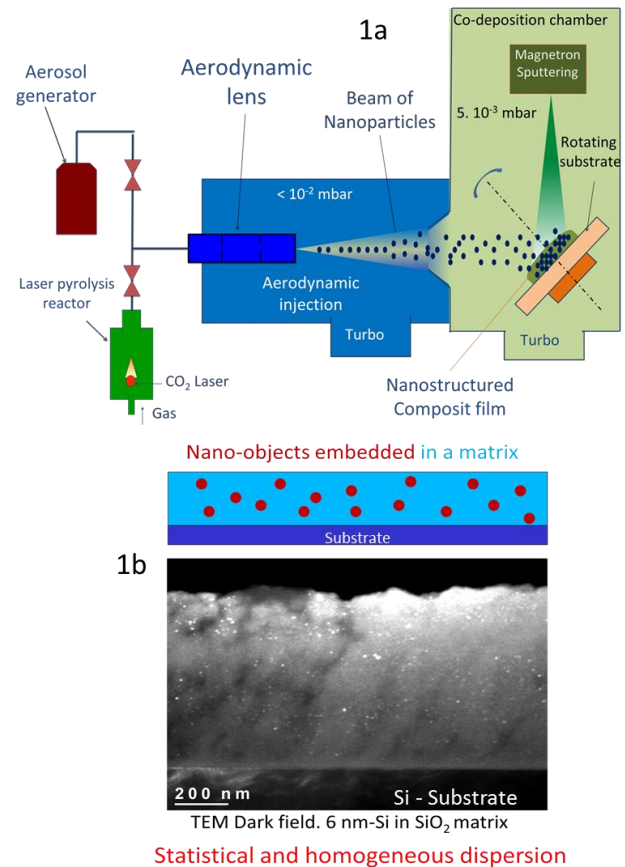 1a
Co-deposition chamber
Magnetron
Sputtering
Aerosol
generator
Aerodynamic
lens
Beam of
Nanoparticles
5. 10⁻³ mbar
Rotating
substrate
< 10⁻² mbar
Laser pyrolysis
reactor
Aerodynamic
injection
Turbo
Turbo
CO₂ Laser
Gas
Nanostructured
Composit film
Nano-objects embedded in a matrix
Substrate
1b
200 nm
Si - Substrate
TEM Dark field. 6 nm-Si in SiO₂ matrix
Statistical and homogeneous dispersion